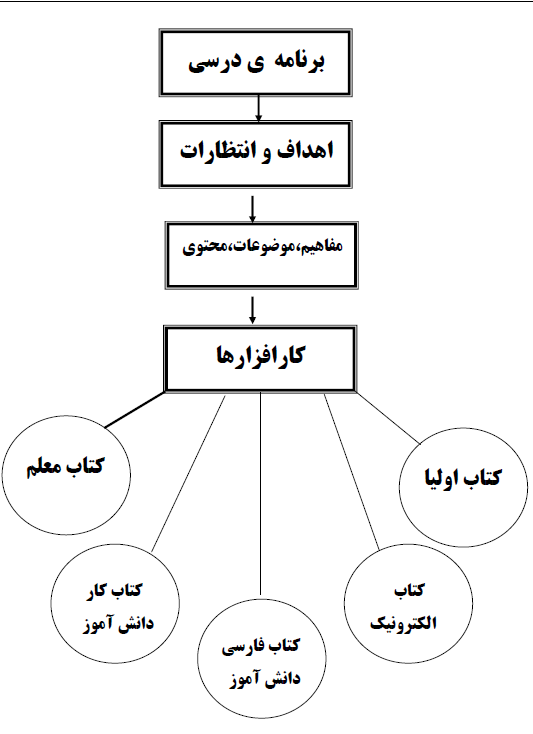 برنامه ی درسی
اهداف و انتظارات
مفاهیم،موضوعات،محتوی
کارافزارها
کتاب اولیا
کتاب
الکترونیک
کتاب فارسی
دانش آموز
کتاب کار
دانش آموز
کتاب معلم